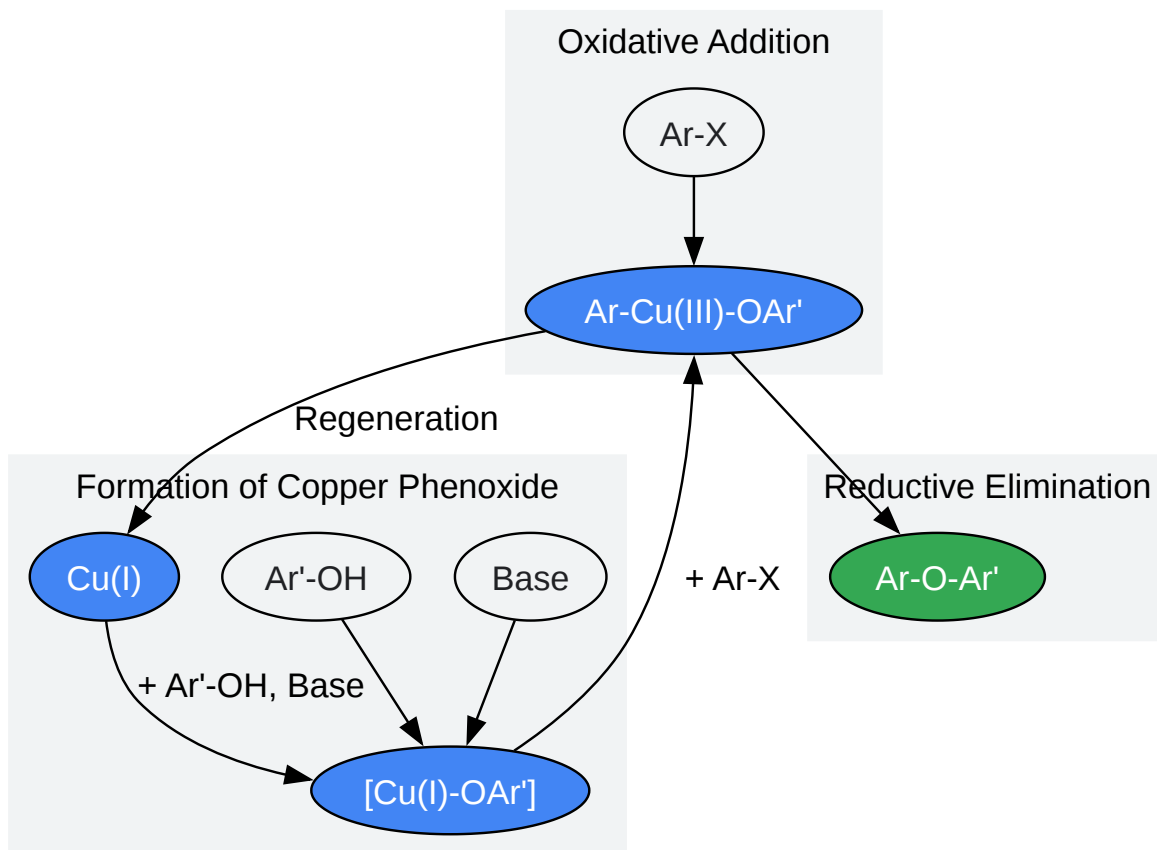 Oxidative Addition
Ar-X
Ar-Cu(III)-OAr'
Regeneration
Formation of Copper Phenoxide
Reductive Elimination
Cu(I)
Ar'-OH
Base
+ Ar-X
Ar-O-Ar'
+ Ar'-OH, Base
[Cu(I)-OAr']